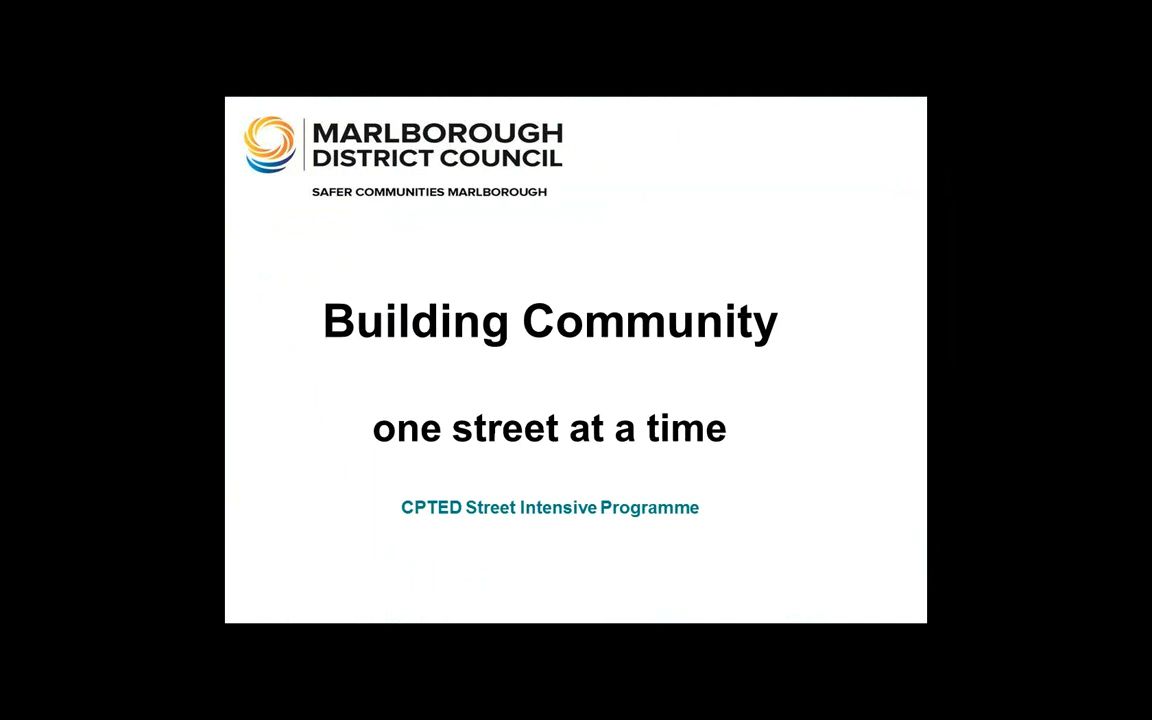 MARLBOROUGH
DISTRICT COUNCIL
SAFER COMMUNITIES MARLBOROUGH
Building Community
one street at a time
CPTED Street Intensive Programme